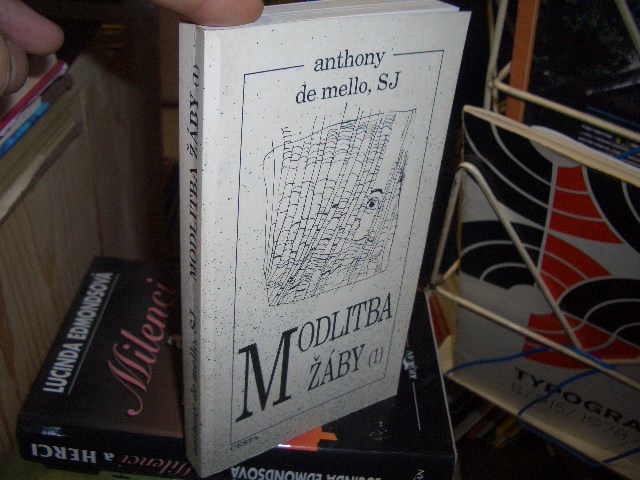 anthony
de mello, SJ
MODLITBA
ŽÁBY (1)
CESTA
anthony de mello, SJ MODLITBA ŽÁBY (1)
LUCINDA EDMONDSOVÁ
Milenci
a
Milenci a HERCI
LUCINDA EDMONDSOVÁ
TYPOGRA